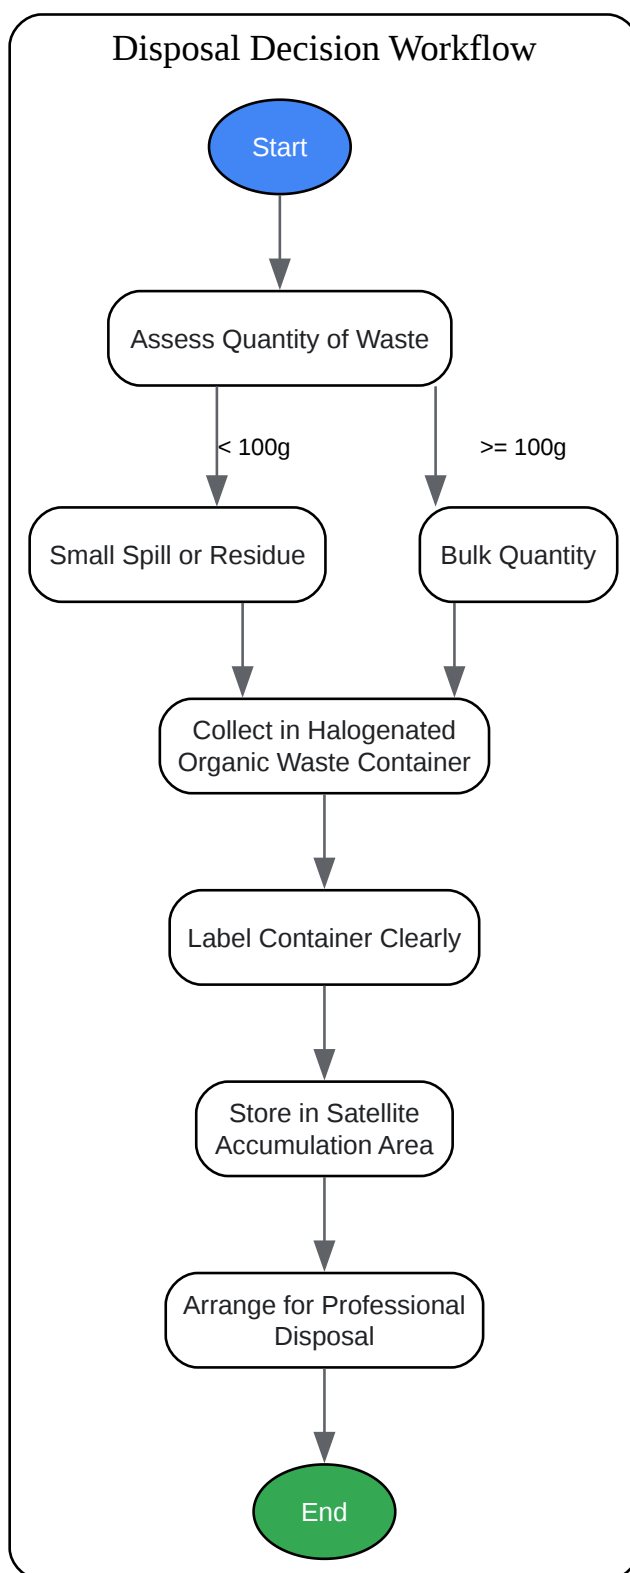 Disposal Decision Workflow
Start
Assess Quantity of Waste
< 100g
>= 100g
Small Spill or Residue
Bulk Quantity
Collect in Halogenated
Organic Waste Container
Label Container Clearly
Store in Satellite
Accumulation Area
Arrange for Professional
Disposal
End